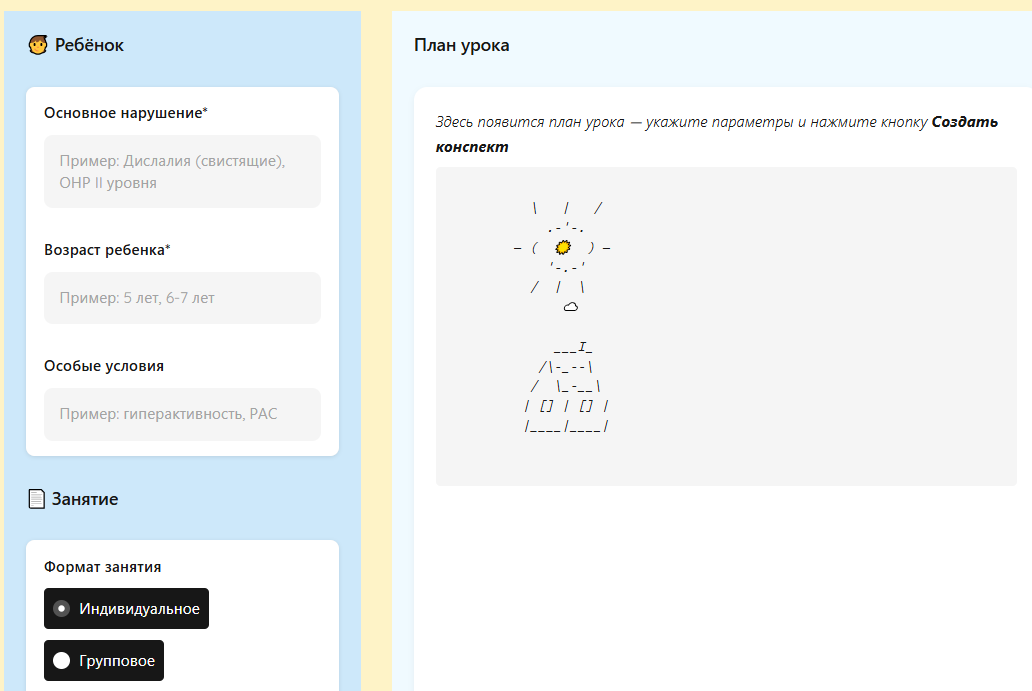 Ребёнок
Основное нарушение*
Пример: Дислалия (свистящие),
ОНР II уровня
Возраст ребенка*
Пример: 5 лет, 6-7 лет
Особые условия
Пример: гиперактивность, РАС
Занятие
Формат занятия
Индивидуальное
Групповое
План урока
Здесь появится план урока — укажите параметры и нажмите кнопку Создать
конспект